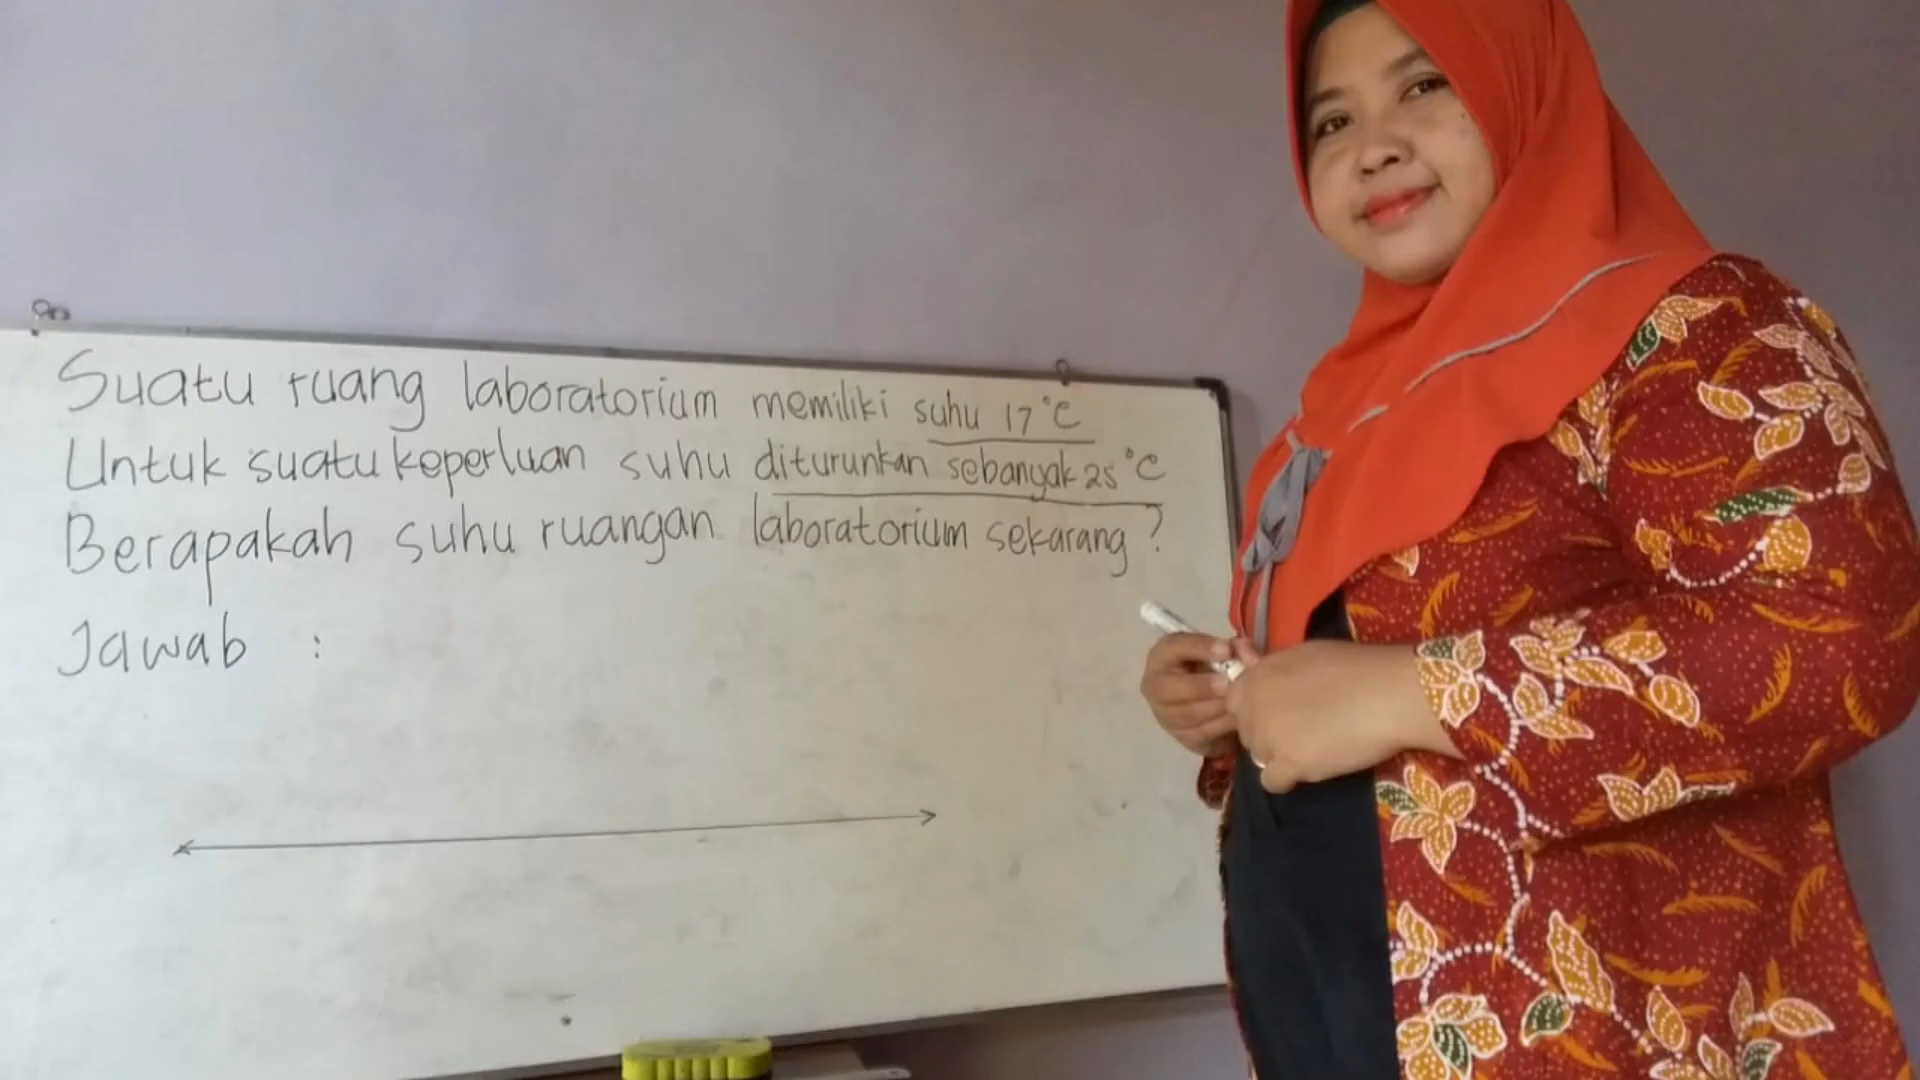 Suatu ruang laboratorium memiliki suhu 17°C
Untuk suatu keperluan suhu diturunkan sebanyak 25°C
Berapakah suhu ruangan laboratorium sekarang?
Jawab :